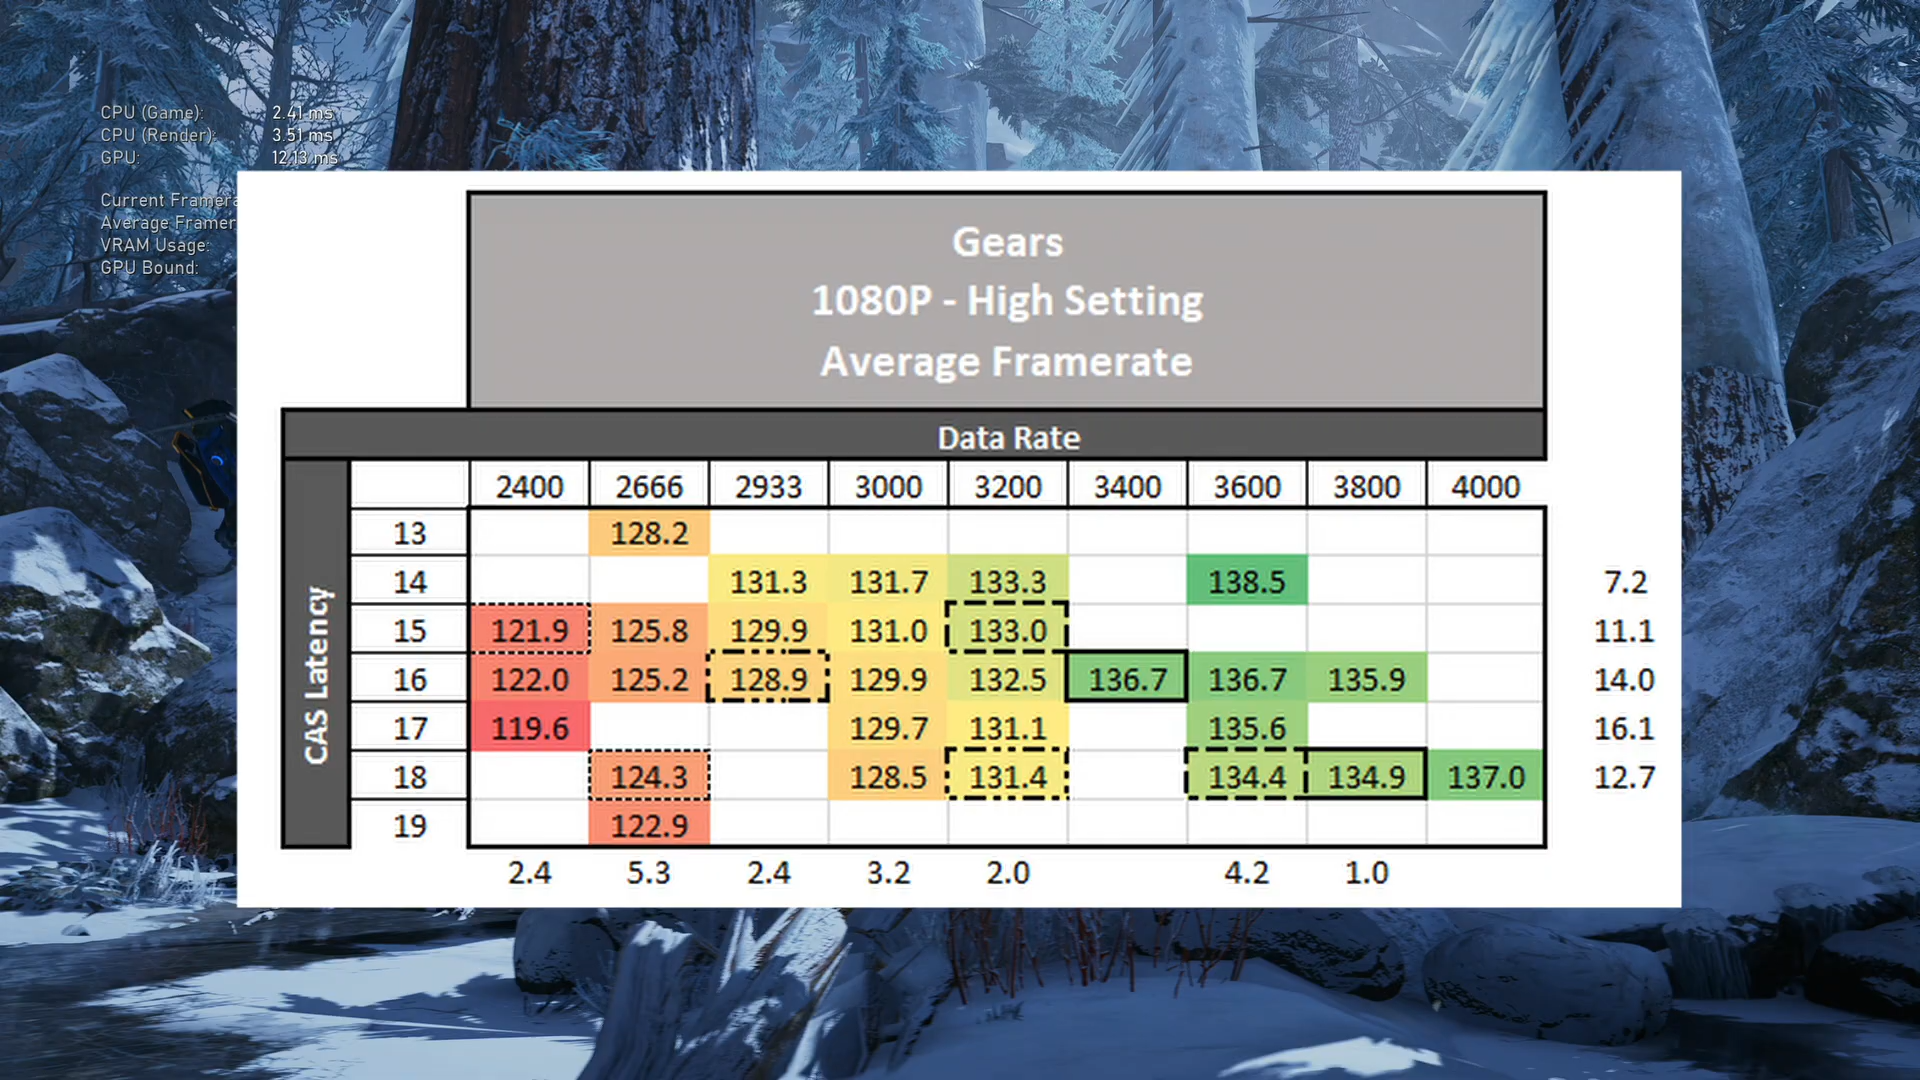 CPU (Game): 2.41 ms
CPU (Render): 3.51 ms
GPU: 12.13 ms
Current
Average
VRAM Usage:
GPU Bound:
Gears
1080P - High Setting
Average Framerate
Data Rate
2400 2666 2933 3000 3200 3400 3600 3800 4000
CAS Latency
13 128.2
14 131.3 131.7 133.3 138.5 7.2
15 121.9 125.8 129.9 131.0 133.0 11.1
16 122.0 125.2 128.9 129.9 132.5 136.7 136.7 135.9 14.0
17 119.6 129.7 131.1 135.6 16.1
18 124.3 128.5 131.4 134.4 134.9 137.0 12.7
19 122.9
2.4 5.3 2.4 3.2 2.0 4.2 1.0